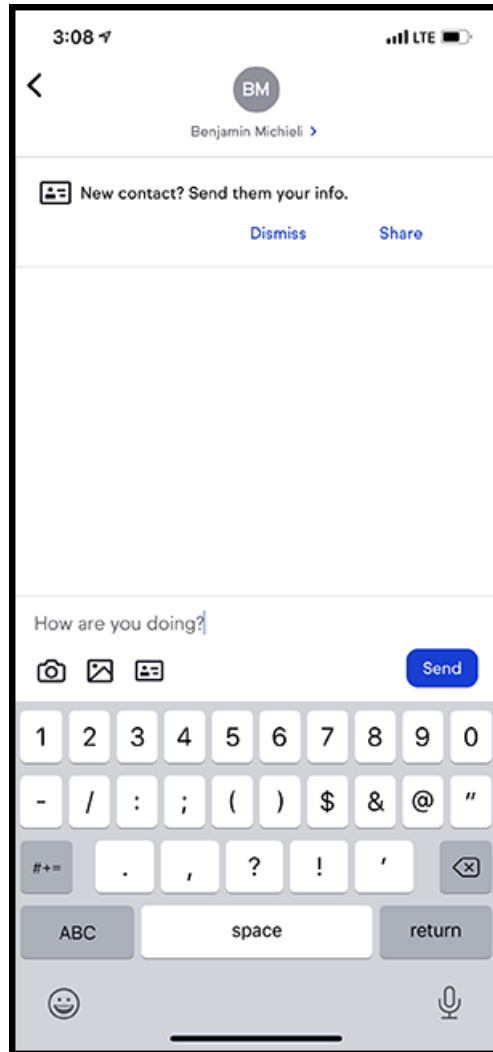 3:08 LTE
BM
Benjamin Michieli >
New contact? Send them your info.
Dismiss Share
How are you doing?
Send
1 2 3 4 5 6 7 8 9 0
- / : ; ( ) $ & @ "
#+= . , ? ! '
ABC space return